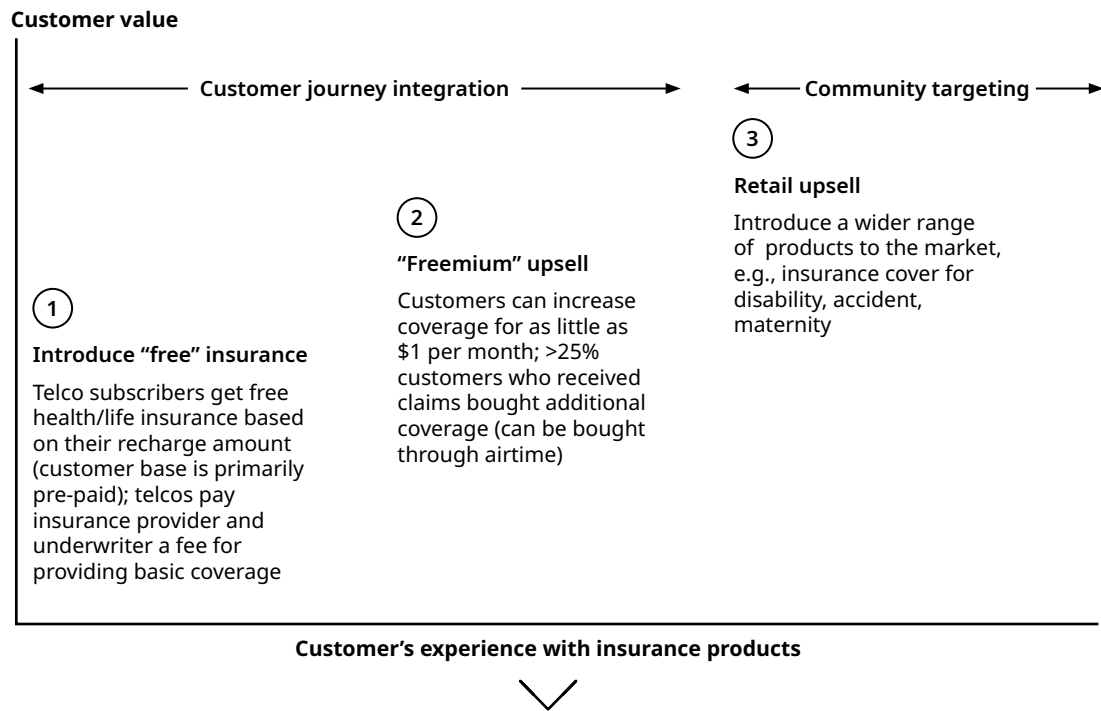 Customer value
Customer journey integration
Community targeting
3
Retail upsell
Introduce a wider range
of  products to the market,
e.g., insurance cover for
disability, accident,
maternity
2
“Freemium” upsell
Customers can increase
coverage for as little as
$1 per month; >25%
customers who received
claims bought additional
coverage (can be bought
through airtime)
1
Introduce “free” insurance
Telco subscribers get free
health/life insurance based
on their recharge amount
(customer base is primarily
pre-paid); telcos pay
insurance provider and
underwriter a fee for
providing basic coverage
Customer’s experience with insurance products